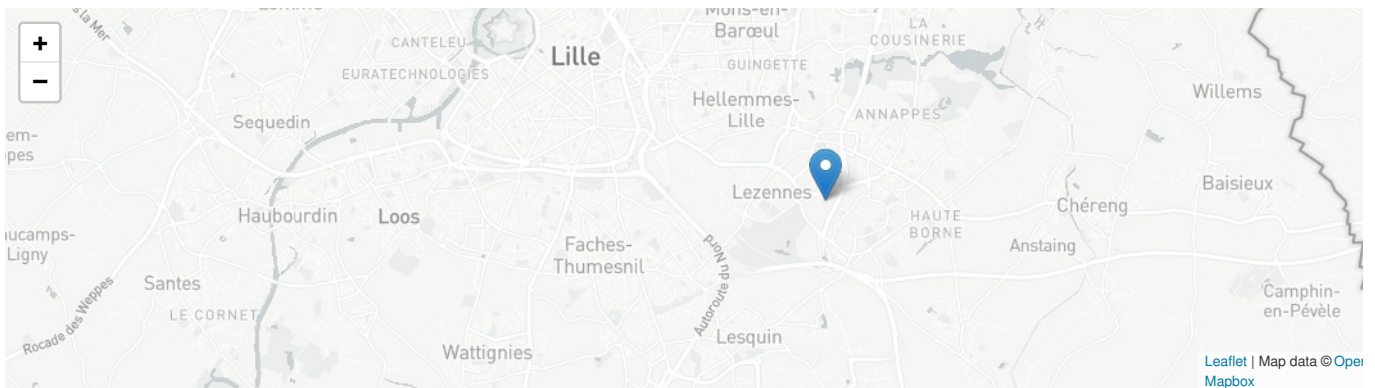 Mons-en-
Barœul
LA
COUSINERIE
CANTELEU
Lille
GUINGETTE
EURATECHNOLOGIES
Willems
Hellemmes-
Lille
ANNAPPES
Sequedin
Lezennes
Baisieux
Haubourdin
Loos
Chéreng
HAUTE
BORNE
Ligny
Faches-
Thumesnil
Anstaing
Autoroute du Nord
Santes
LE CORNET
Rocade des Weppes
Camphin-
en-Pévèle
Lesquin
Wattignies
+
−
Leaflet | Map data ©
Mapbox